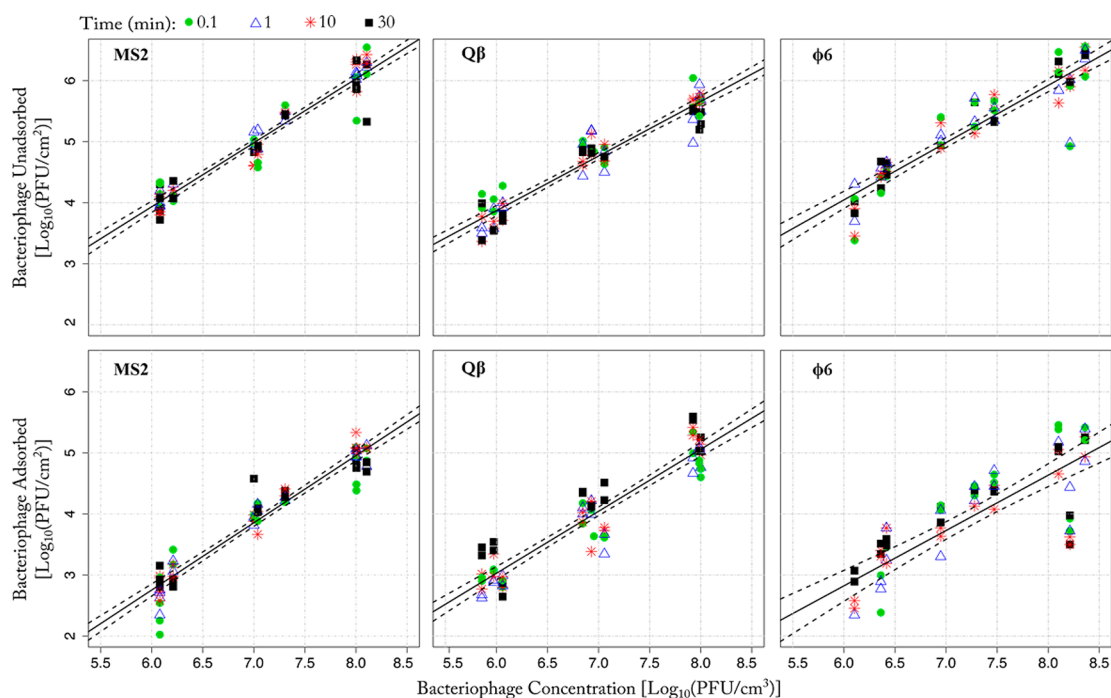 Time (min): 0.1 1 10 30
MS2 Qβ ϕ6
Bacteriophage Unadsorbed
[Log10(PFU/cm2)]
6
5
4
3
2
MS2 Qβ ϕ6
Bacteriophage Adsorbed
[Log10(PFU/cm2)]
6
5
4
3
2
5.5 6.0 6.5 7.0 7.5 8.0 8.5 5.5 6.0 6.5 7.0 7.5 8.0 8.5 5.5 6.0 6.5 7.0 7.5 8.0 8.5
Bacteriophage Concentration [Log10(PFU/cm3)]